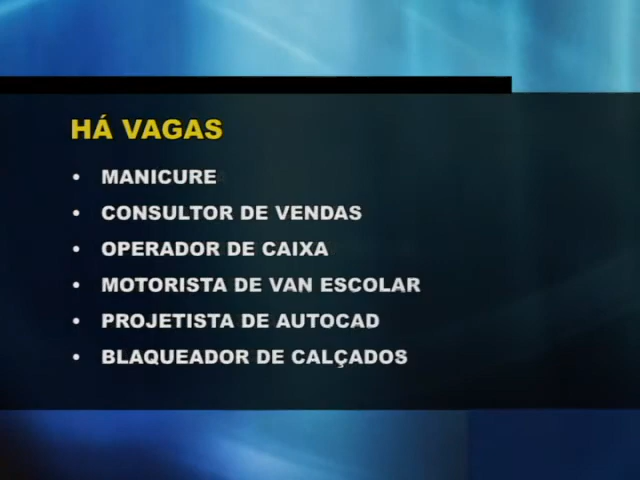 HÁ VAGAS
• MANICURE
• CONSULTOR DE VENDAS
• OPERADOR DE CAIXA
• MOTORISTA DE VAN ESCOLAR
• PROJETISTA DE AUTOCAD
• BLAQUEADOR DE CALÇADOS